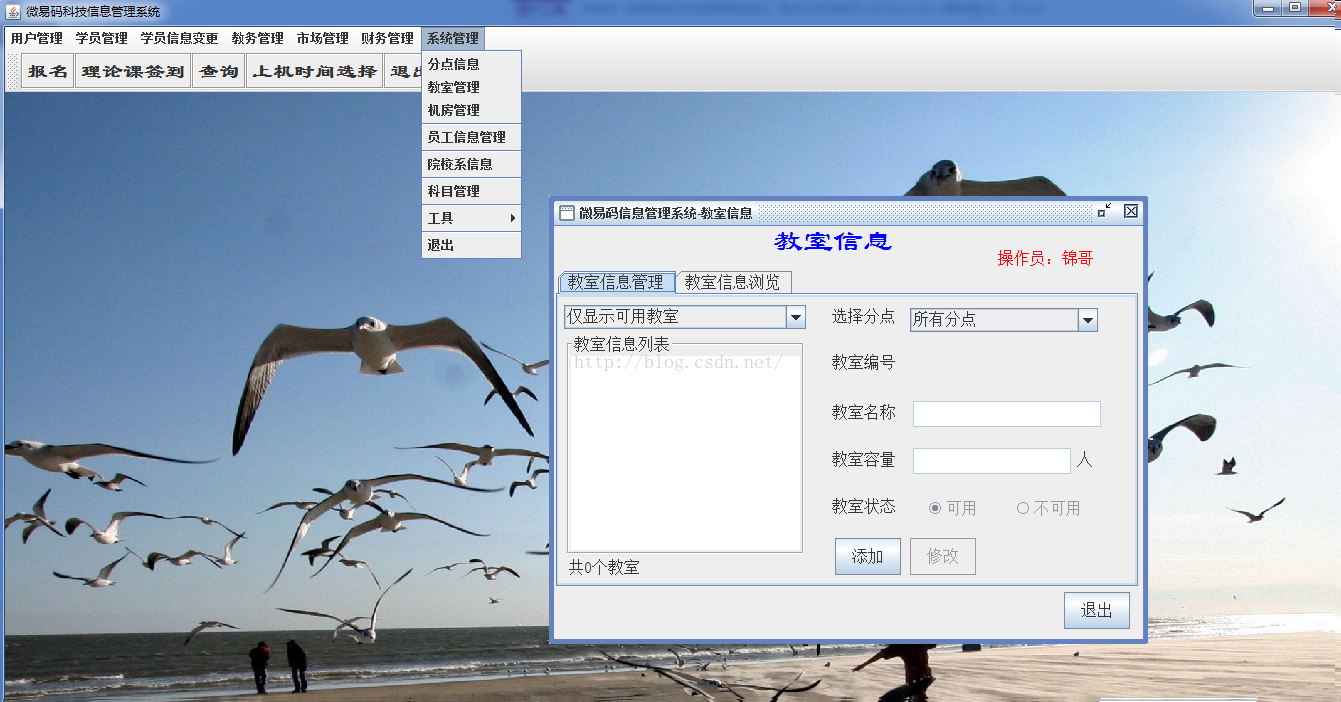 微易码科技信息管理系统
用户管理 学员管理 学员信息变更 教务管理 市场管理 财务管理 系统管理
报名 理论课签到 查询 上机时间选择 退出
分点信息
教室管理
机房管理
员工信息管理
院校系信息
科目管理
工具
退出
微易码信息管理系统-教室信息
教室信息
操作员：锦哥
教室信息管理 教室信息浏览
仅显示可用教室
选择分点 所有分点
教室信息列表
http://blog.csdn.net/
教室编号
教室名称
教室容量 人
教室状态 可用 不可用
共0个教室
添加 修改
退出